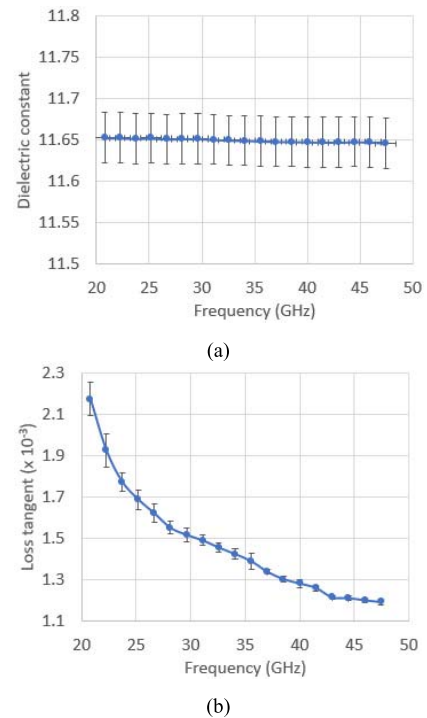 11.8
11.75
11.7
11.65
11.6
11.55
11.5
Dielectric constant
20 25 30 35 40 45 50
Frequency (GHz)
(a)
2.3
2.1
1.9
1.7
1.5
1.3
1.1
Loss tangent (x 10⁻³)
20 25 30 35 40 45 50
Frequency (GHz)
(b)